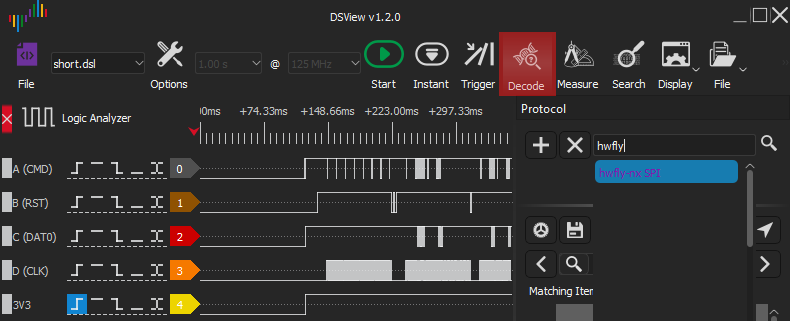 DSView v1.2.0
File
short.dsl
Options
1.00 s
@
125 MHz
Start
Instant
Trigger
Decode
Measure
Search
Display
File
Logic Analyzer
00ms +74.33ms +148.66ms +223.00ms +297.33ms
Protocol
hwfly
hwfly-nx SPI
A (CMD) 0
B (RST) 1
C (DAT0) 2
D (CLK) 3
3V3 4
Matching Iter